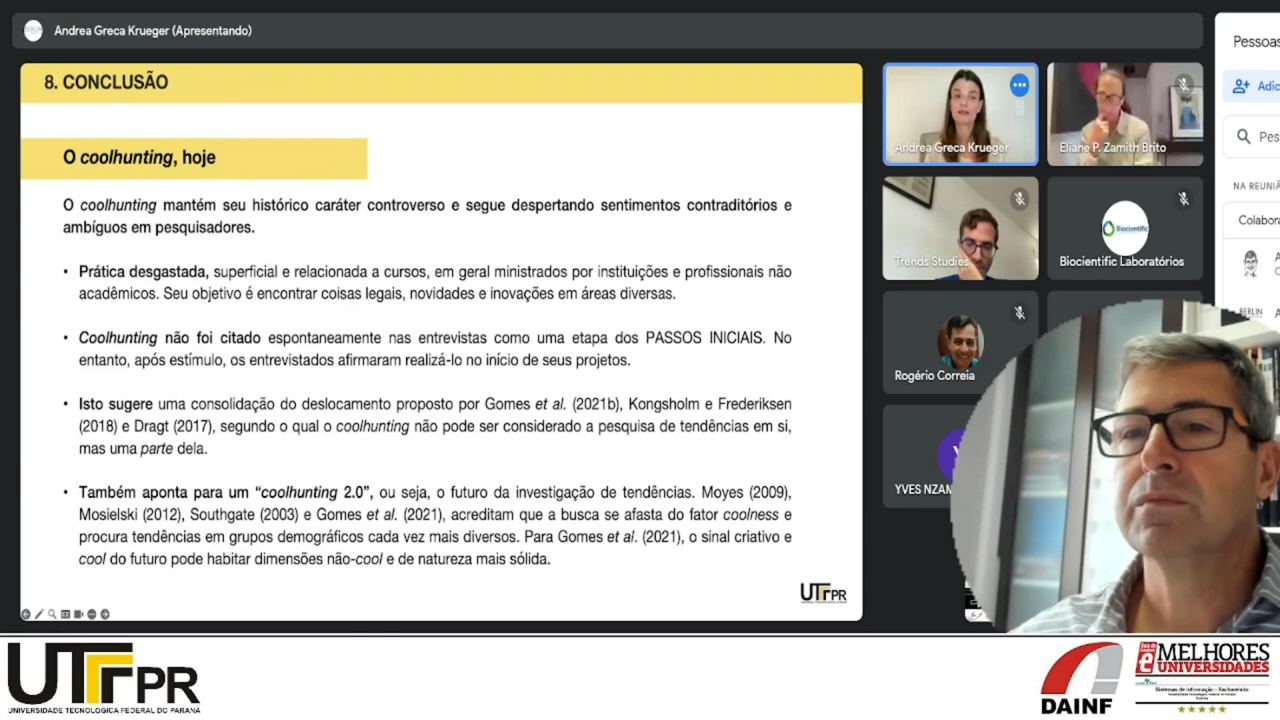 Andrea Greca Krueger (Apresentando)
8. CONCLUSÃO
O coolhunting, hoje
O coolhunting mantém seu histórico caráter controverso e segue despertando sentimentos contraditórios e
ambíguos em pesquisadores.
• Prática desgastada, superficial e relacionada a cursos, em geral ministrados por instituições e profissionais não
acadêmicos. Seu objetivo é encontrar coisas legais, novidades e inovações em áreas diversas.
• Coolhunting não foi citado espontaneamente nas entrevistas como uma etapa dos PASSOS INICIAIS. No
entanto, após estímulo, os entrevistados afirmaram realizá-lo no início de seus projetos.
• Isto sugere uma consolidação do deslocamento proposto por Gomes et al. (2021b), Kongsholm e Frederiksen
(2018) e Dragt (2017), segundo o qual o coolhunting não pode ser considerado a pesquisa de tendências em si,
mas uma parte dela.
• Também aponta para um “coolhunting 2.0”, ou seja, o futuro da investigação de tendências. Moyes (2009),
Mosielski (2012), Southgate (2003) e Gomes et al. (2021), acreditam que a busca se afasta do fator coolness e
procura tendências em grupos demográficos cada vez mais diversos. Para Gomes et al. (2021), o sinal criativo e
cool do futuro pode habitar dimensões não-cool e de natureza mais sólida.
UTFPR
Andrea Greca Krueger
Eliane P. Zamith Brito
Trends Studies
Biocientific
Biocientific Laboratórios
Rogério Correia
YVES NZAM
Pessoas
Adic
Pes
NA REUNIÃ
Colabora
BERLIN
UTFPR
UNIVERSIDADE TECNOLÓGICA FEDERAL DO PARANÁ
DAINF
MELHORES
UNIVERSIDADES
Sistemas de Informação - Bacharelado